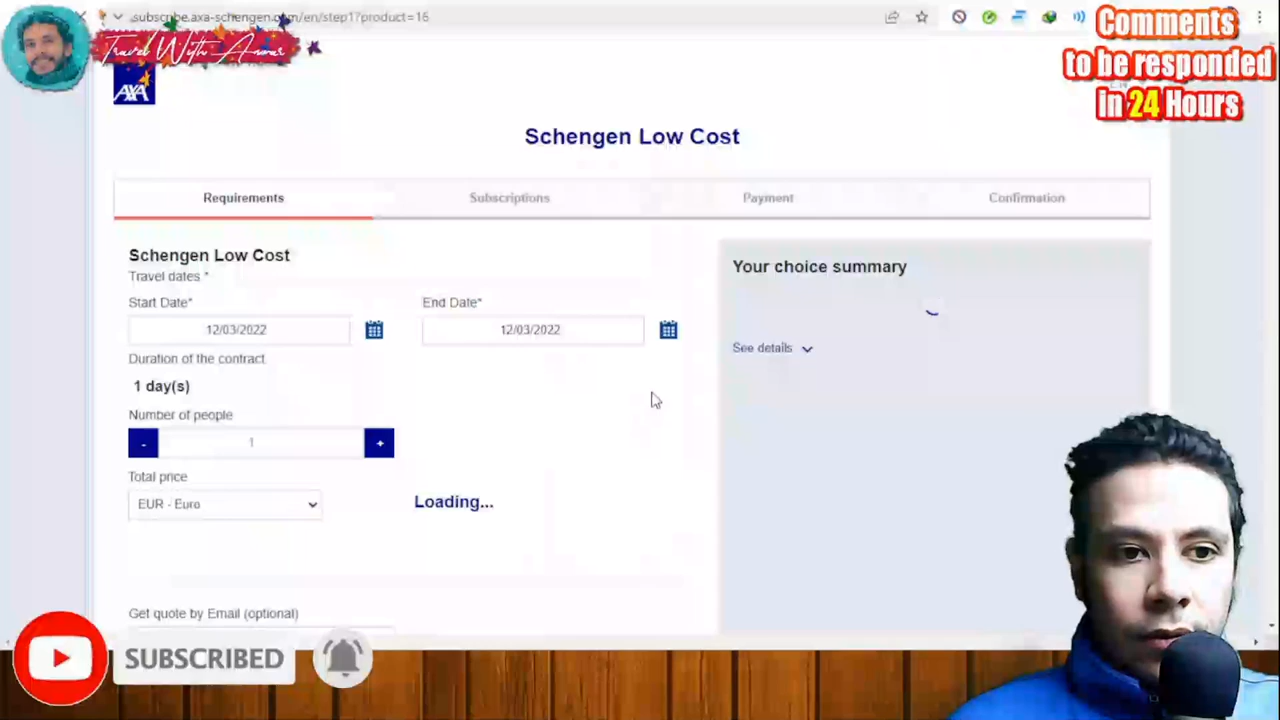 .subscribe.axa-schengen.com/en/step1?product=16
Travel With Anouar
Comments
to be responded
in 24 Hours
AXA
Schengen Low Cost
Requirements
Subscriptions
Payment
Confirmation
Schengen Low Cost
Travel dates *
Start Date*
End Date*
12/03/2022
12/03/2022
Duration of the contract
1 day(s)
Number of people
-
1
+
Total price
EUR - Euro
Loading...
Get quote by Email (optional)
Your choice summary
See details
SUBSCRIBED